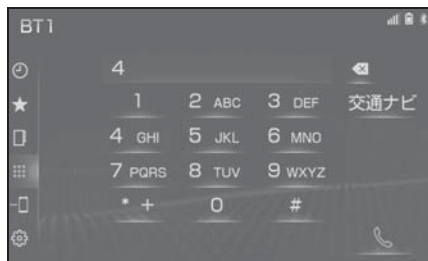 BT1
4
1 2 ABC 3 DEF 交通ナビ
4 GHI 5 JKL 6 MNO
7 PQRS 8 TUV 9 WXYZ
* + 0 #